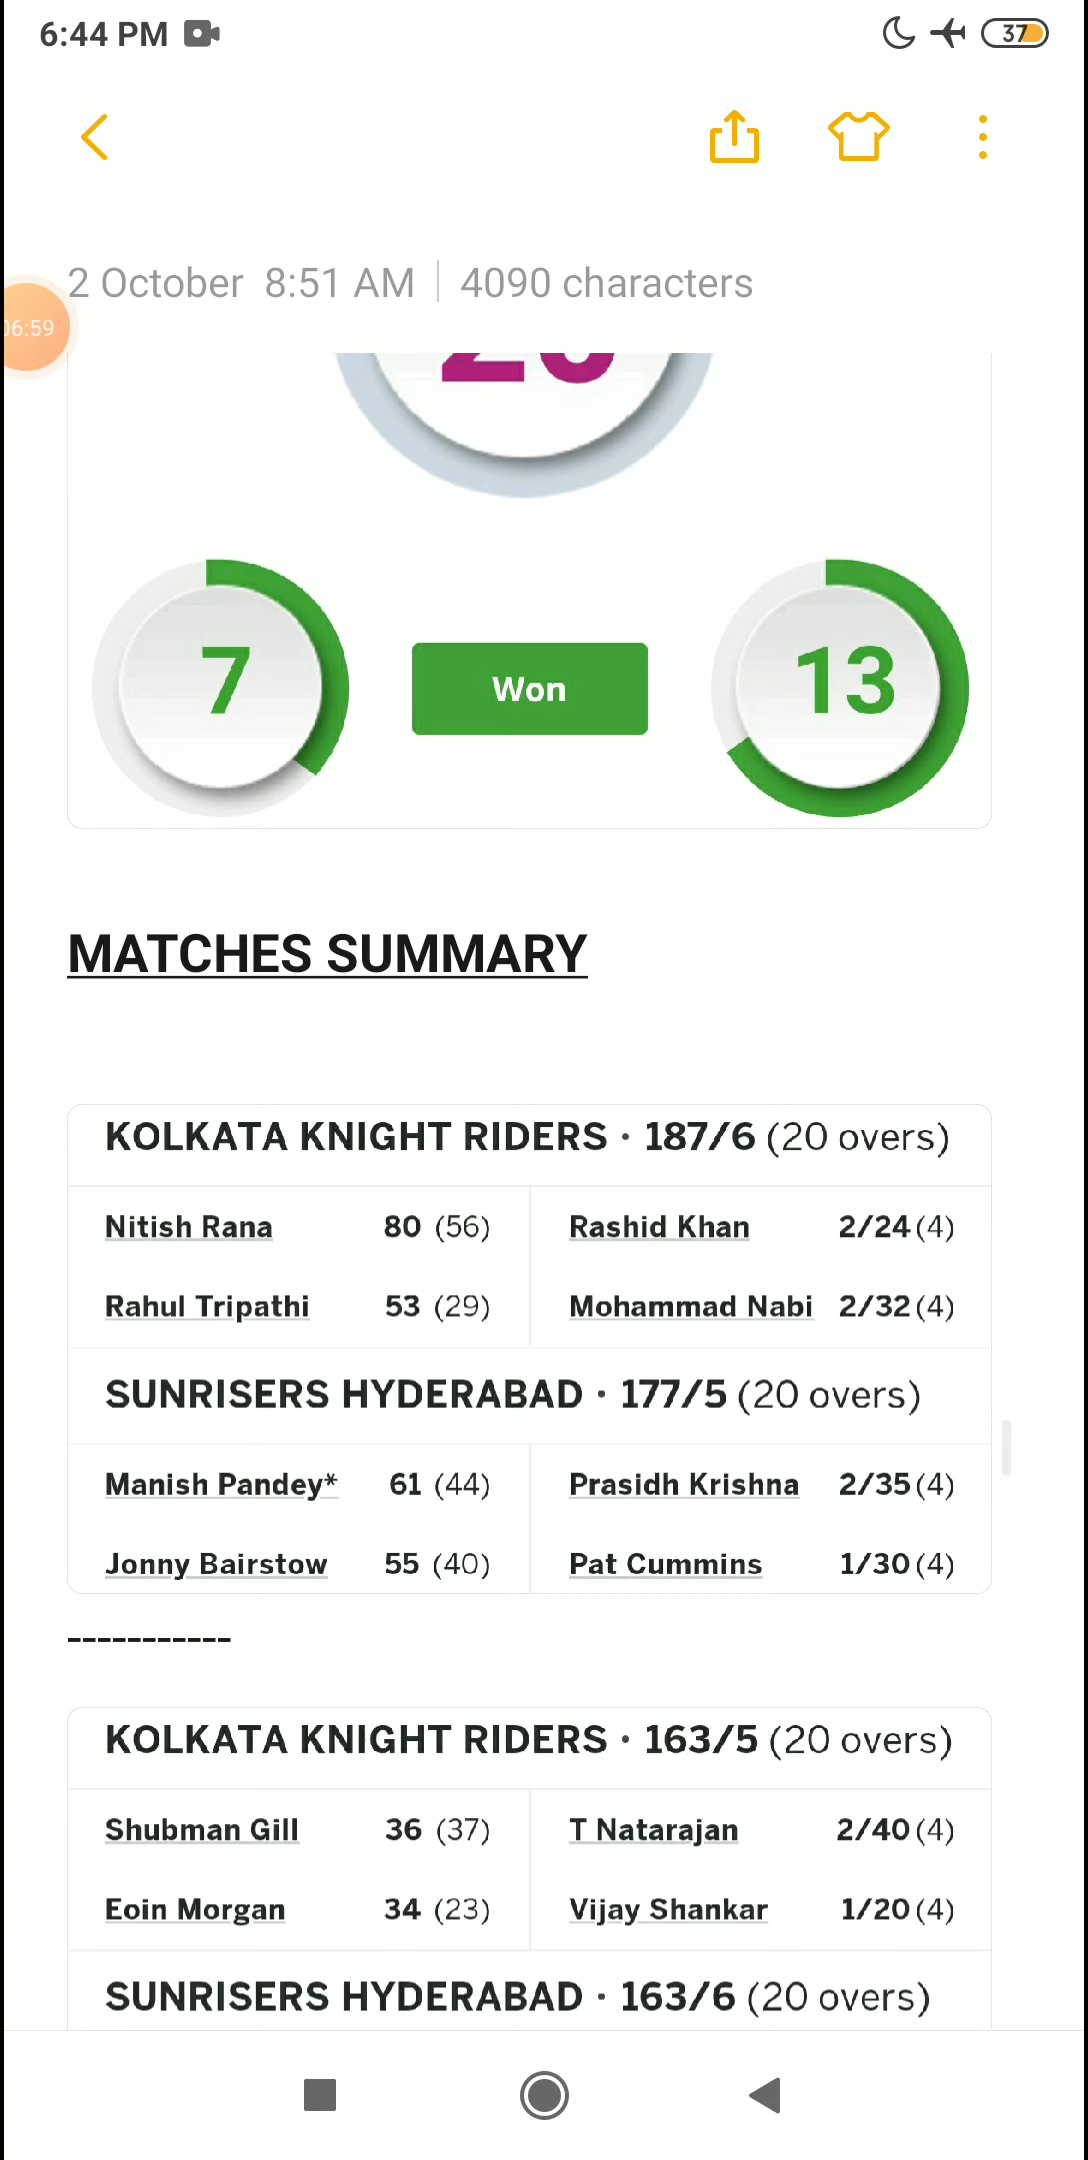 6:44 PM 37
2 October 8:51 AM | 4090 characters
06:59
7 Won 13
MATCHES SUMMARY
KOLKATA KNIGHT RIDERS · 187/6 (20 overs)
Nitish Rana 80 (56) Rashid Khan 2/24 (4)
Rahul Tripathi 53 (29) Mohammad Nabi 2/32 (4)
SUNRISERS HYDERABAD · 177/5 (20 overs)
Manish Pandey* 61 (44) Prasidh Krishna 2/35 (4)
Jonny Bairstow 55 (40) Pat Cummins 1/30 (4)
-----------
KOLKATA KNIGHT RIDERS · 163/5 (20 overs)
Shubman Gill 36 (37) T Natarajan 2/40 (4)
Eoin Morgan 34 (23) Vijay Shankar 1/20 (4)
SUNRISERS HYDERABAD · 163/6 (20 overs)